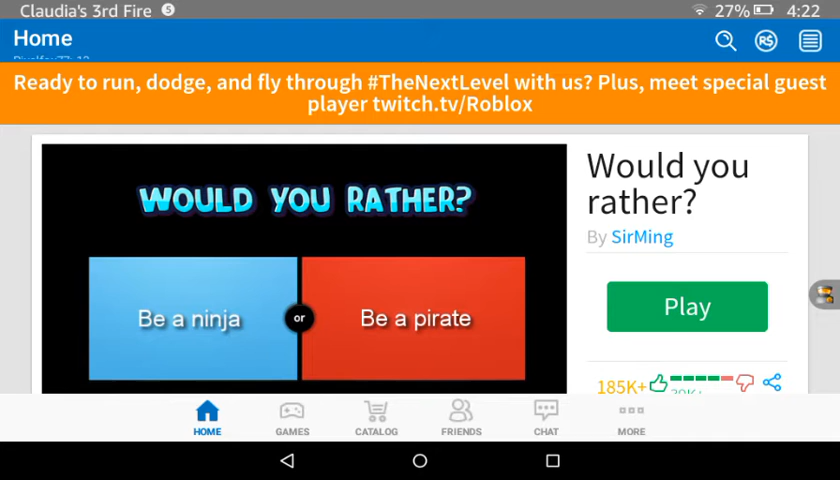 Claudia's 3rd Fire 5 27% 4:22
Home R$
Ready to run, dodge, and fly through #TheNextLevel with us? Plus, meet special guest
player twitch.tv/Roblox
WOULD YOU RATHER?
Be a ninja or Be a pirate
Would you
rather?
By SirMing
Play
185K+
HOME GAMES CATALOG FRIENDS CHAT MORE